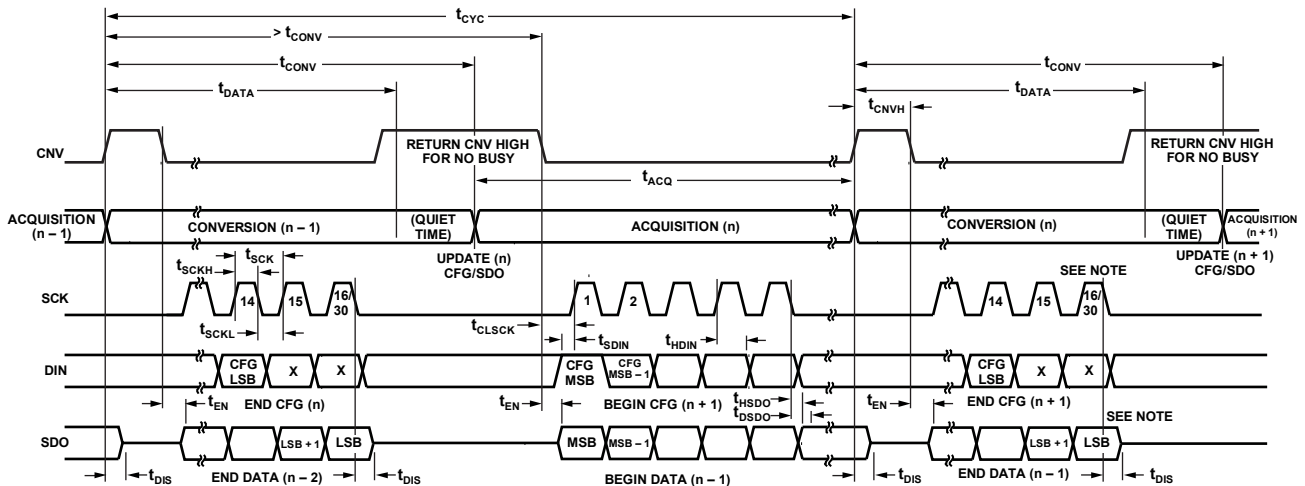 tCYC
> tCONV
tCONV
tCONV
tDATA
tDATA
tCNVH
CNV
RETURN CNV HIGH
FOR NO BUSY
RETURN CNV HIGH
FOR NO BUSY
tACQ
ACQUISITION
(n – 1)
CONVERSION (n – 1)
(QUIET
TIME)
ACQUISITION (n)
CONVERSION (n)
(QUIET
TIME)
ACQUISITION
(n + 1)
UPDATE (n)
CFG/SDO
UPDATE (n + 1)
CFG/SDO
tSCK
tSCKH
SEE NOTE
SCK
14
15
16/
30
1
2
14
15
16/
30
tSCKL
tCLSCK
tSDIN
tHDIN
DIN
CFG
LSB
X
X
CFG
MSB
CFG
MSB – 1
CFG
LSB
X
X
tEN
END CFG (n)
tEN
BEGIN CFG (n + 1)
tHSDO
tDSDO
tEN
END CFG (n + 1)
SEE NOTE
SDO
LSB + 1
LSB
MSB
MSB – 1
LSB + 1
LSB
tDIS
END DATA (n – 2)
tDIS
BEGIN DATA (n – 1)
tDIS
END DATA (n – 1)
tDIS